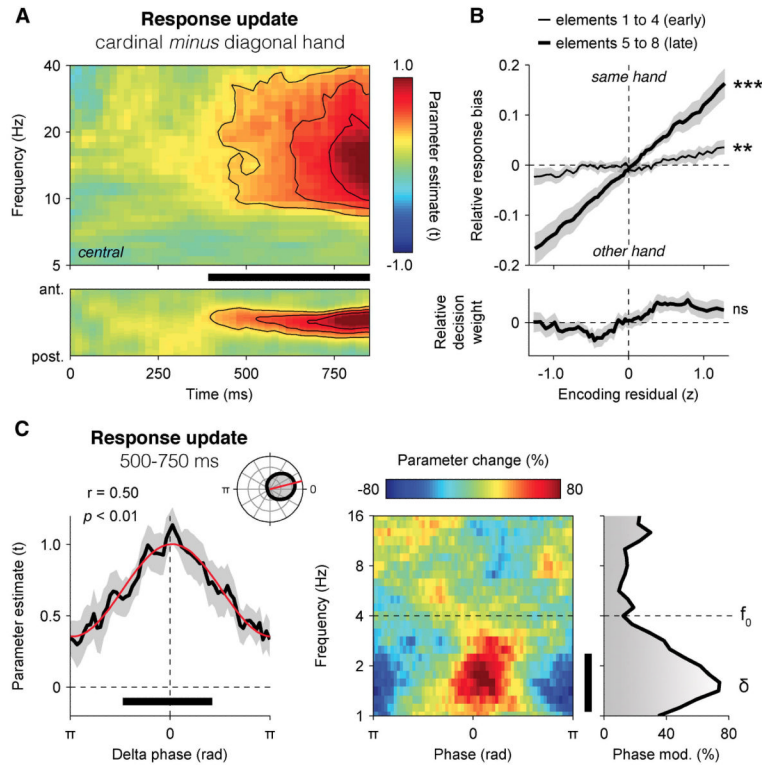 A
Response update
cardinal minus diagonal hand
40
20
10
5
Frequency (Hz)
central
1.0
-1.0
Parameter estimate (t)
ant.
post.
0
250
500
750
Time (ms)
B
elements 1 to 4 (early)
elements 5 to 8 (late)
same hand
other hand
0.2
0.1
0
-0.1
-0.2
Relative response bias
***
**
Relative decision weight
0
ns
-1.0
0
1.0
Encoding residual (z)
C
Response update
500-750 ms
π
0
r = 0.50
p < 0.01
1.0
0.5
0
Parameter estimate (t)
π
0
π
Delta phase (rad)
Parameter change (%)
-80
80
16
8
4
2
1
Frequency (Hz)
π
0
π
Phase (rad)
f0
δ
0
40
80
Phase mod. (%)